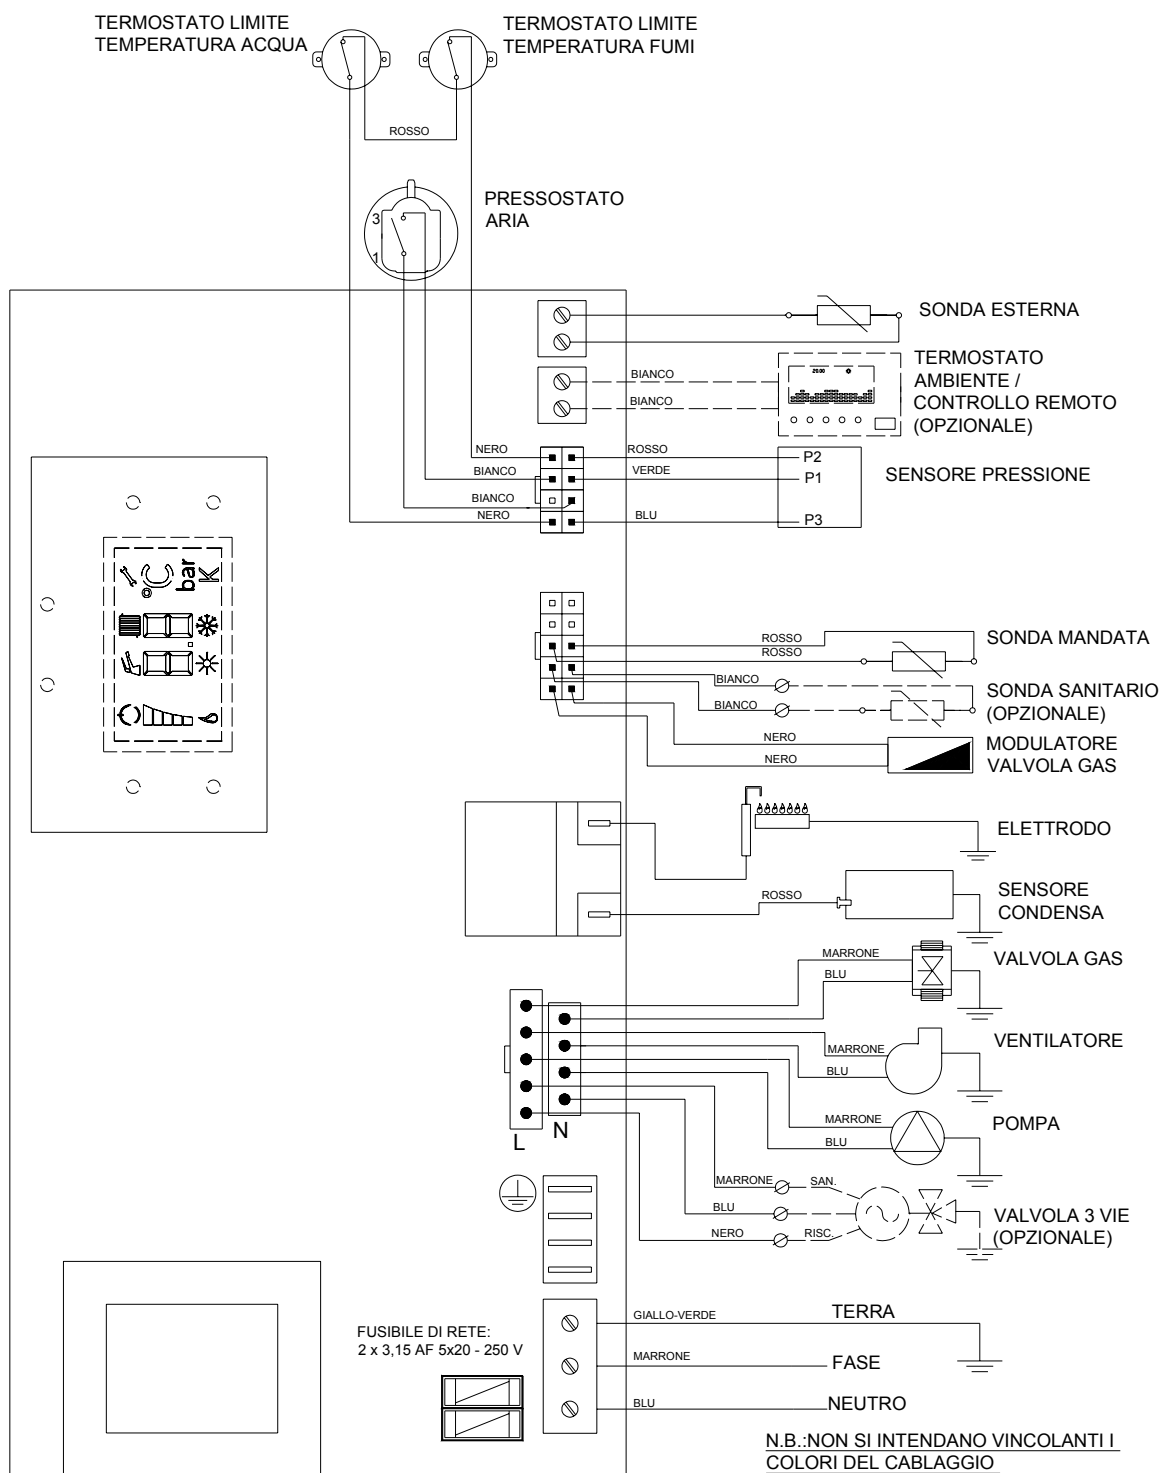 TERMOSTATO LIMITE
TEMPERATURA ACQUA
TERMOSTATO LIMITE
TEMPERATURA FUMI
ROSSO
PRESSOSTATO
ARIA
3
1
SONDA ESTERNA
TERMOSTATO
AMBIENTE /
CONTROLLO REMOTO
(OPZIONALE)
20.00
BIANCO
BIANCO
NERO
ROSSO
P2
BIANCO
VERDE
P1
SENSORE PRESSIONE
BIANCO
NERO
BLU
P3
°C
bar
K
ROSSO
ROSSO
SONDA MANDATA
BIANCO
BIANCO
SONDA SANITARIO
(OPZIONALE)
NERO
NERO
MODULATORE
VALVOLA GAS
ELETTRODO
ROSSO
SENSORE
CONDENSA
MARRONE
BLU
VALVOLA GAS
MARRONE
BLU
VENTILATORE
MARRONE
BLU
POMPA
L
N
MARRONE
SAN.
BLU
NERO
RISC.
VALVOLA 3 VIE
(OPZIONALE)
FUSIBILE DI RETE:
2 x 3,15 AF 5x20 - 250 V
GIALLO-VERDE
TERRA
MARRONE
FASE
BLU
NEUTRO
N.B.:NON SI INTENDANO VINCOLANTI I
COLORI DEL CABLAGGIO